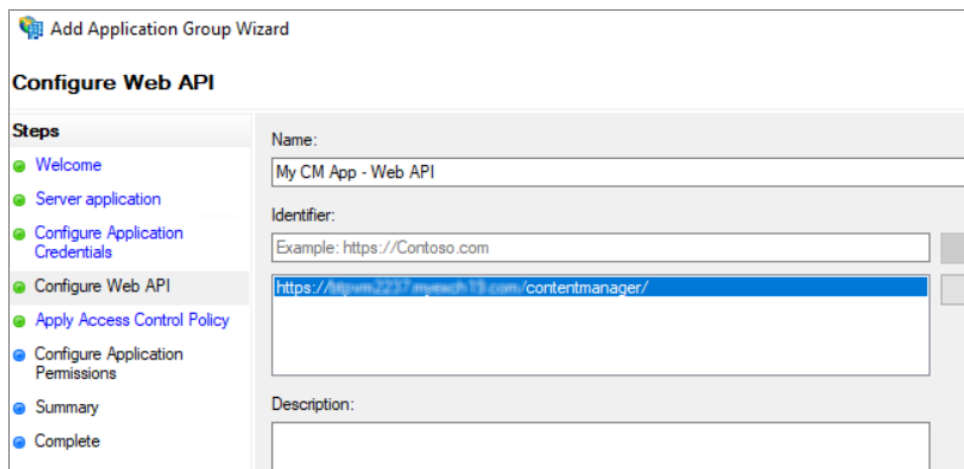 Add Application Group Wizard
Configure Web API
Steps
Welcome
Server application
Configure Application
Credentials
Configure Web API
Apply Access Control Policy
Configure Application
Permissions
Summary
Complete
Name:
My CM App - Web API
Identifier:
Example: https://Contoso.com
https:// /contentmanager/
Description: